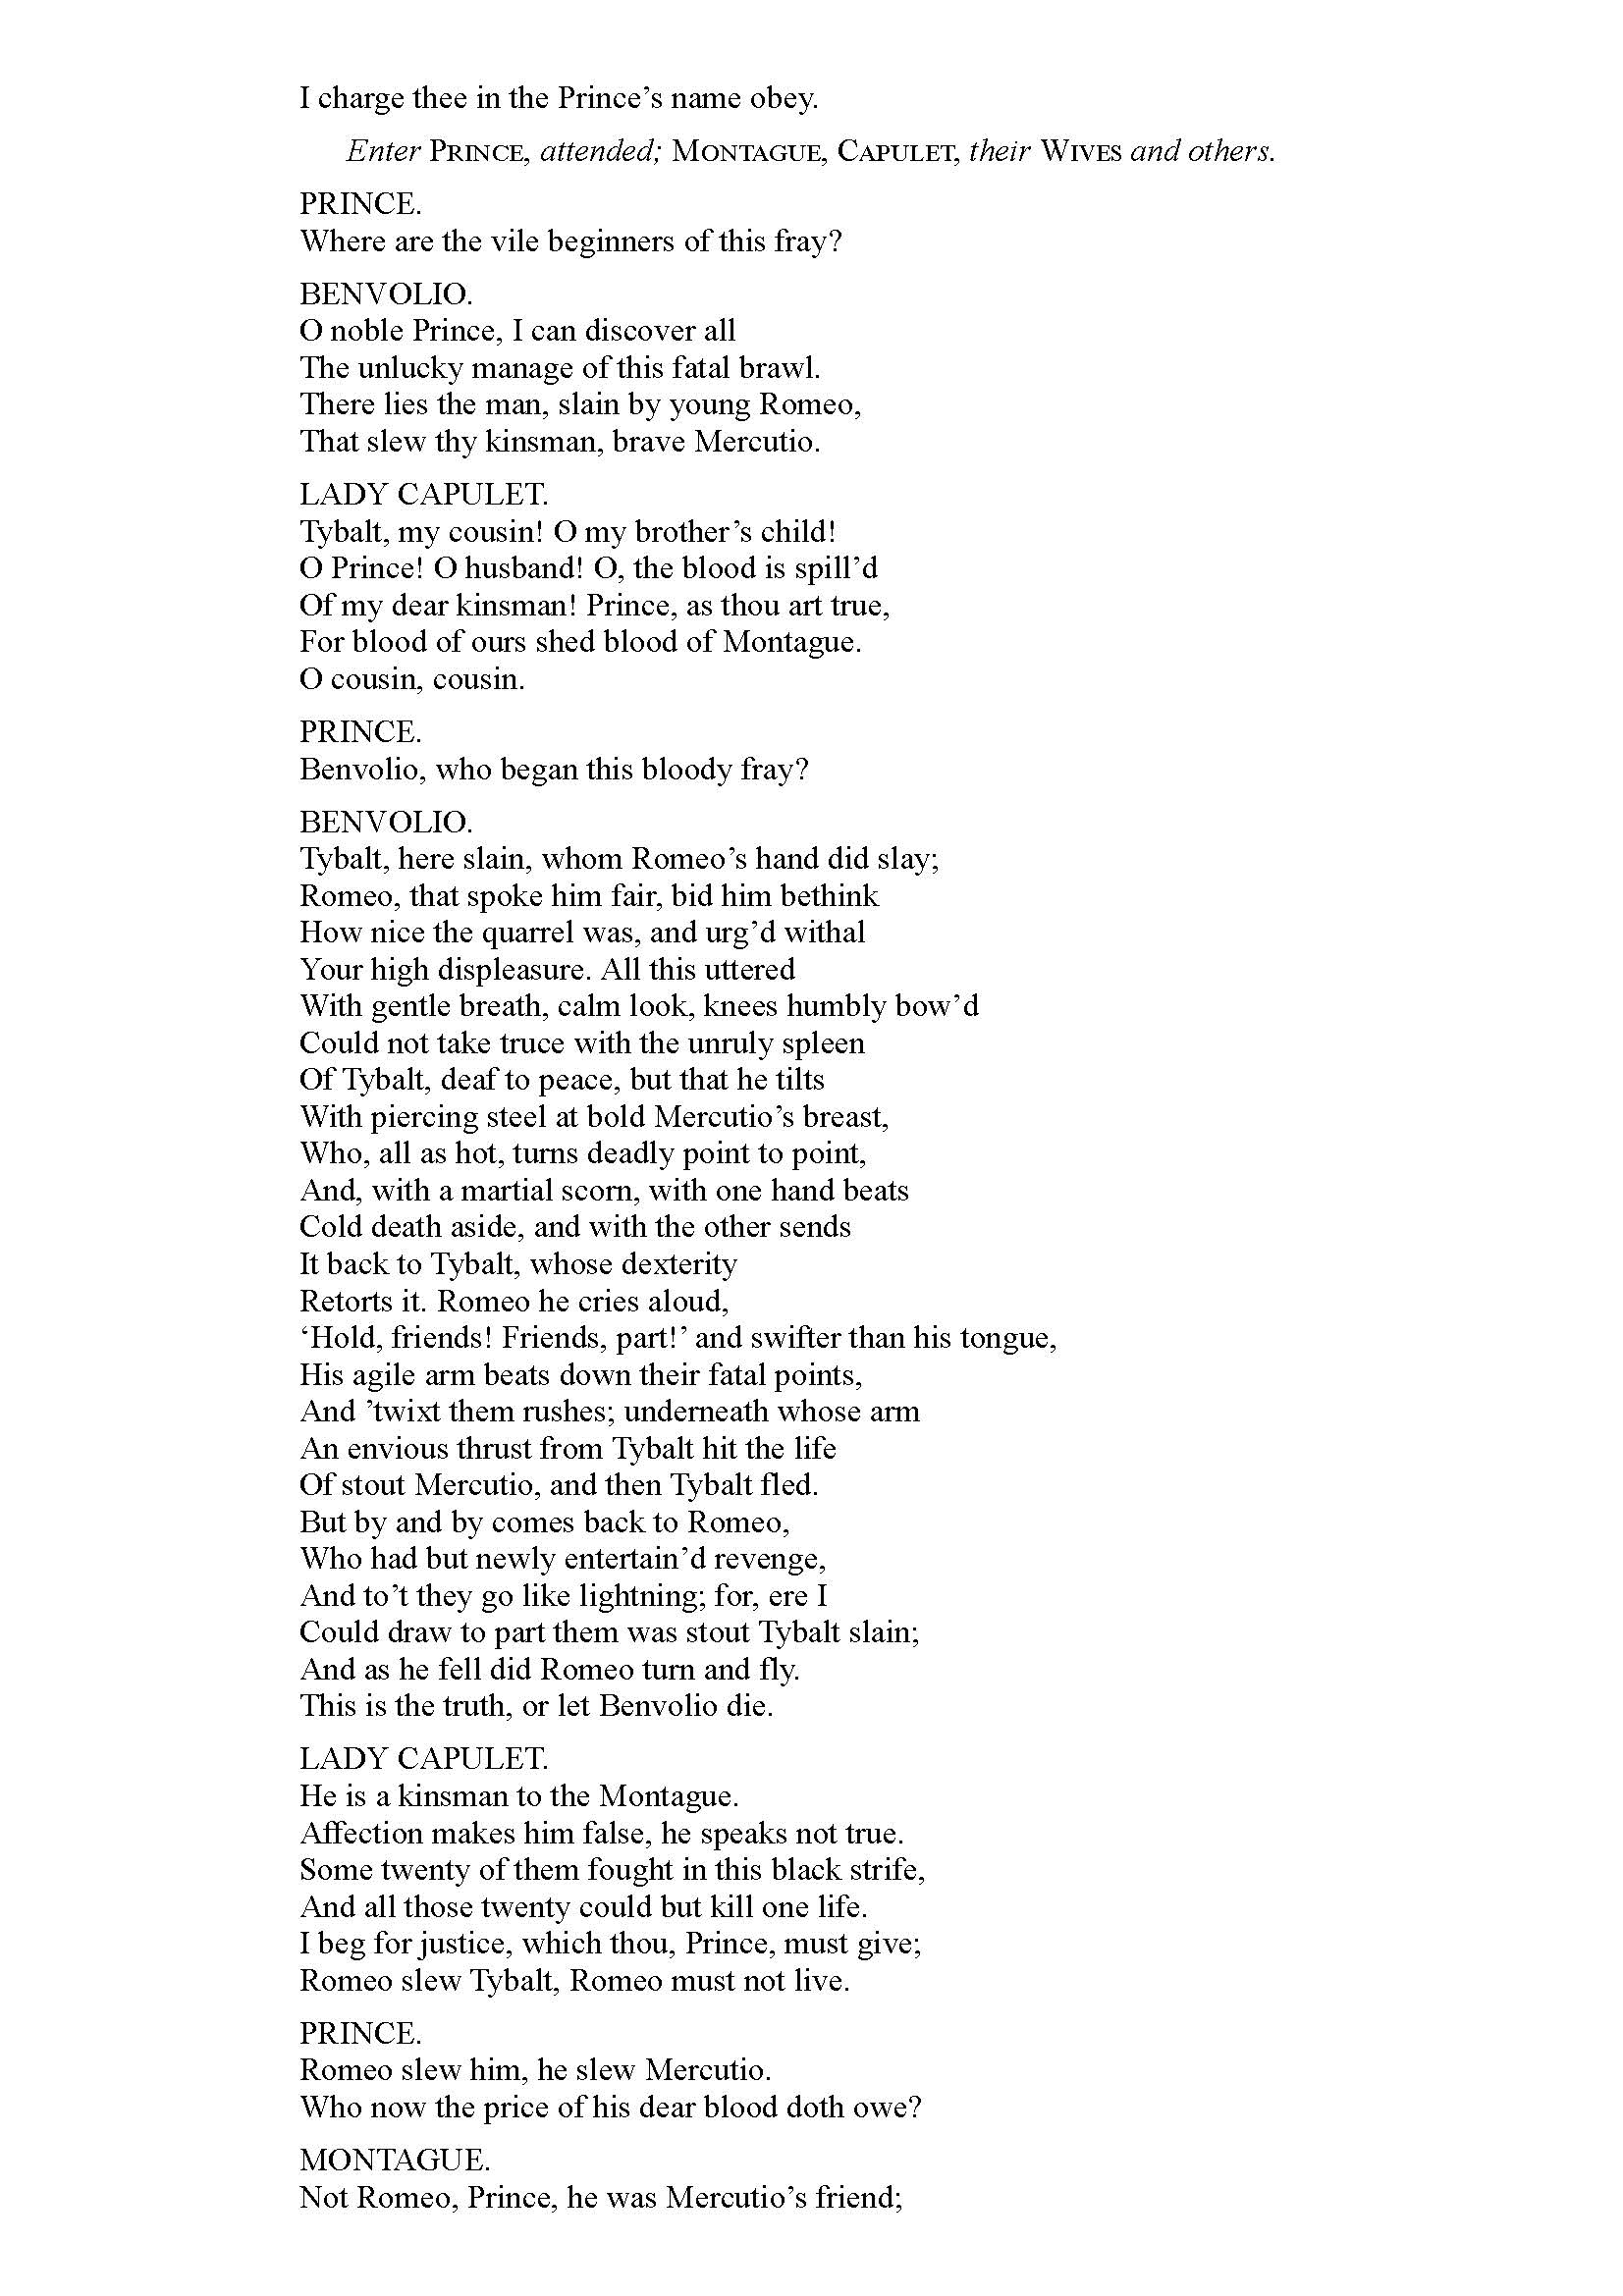 I charge thee in the Prince’s name obey.
Enter PRINCE, attended; MONTAGUE, CAPULET, their WIVES and others.
PRINCE.
Where are the vile beginners of this fray?
BENVOLIO.
O noble Prince, I can discover all
The unlucky manage of this fatal brawl.
There lies the man, slain by young Romeo,
That slew thy kinsman, brave Mercutio.
LADY CAPULET.
Tybalt, my cousin! O my brother’s child!
O Prince! O husband! O, the blood is spill’d
Of my dear kinsman! Prince, as thou art true,
For blood of ours shed blood of Montague.
O cousin, cousin.
PRINCE.
Benvolio, who began this bloody fray?
BENVOLIO.
Tybalt, here slain, whom Romeo’s hand did slay;
Romeo, that spoke him fair, bid him bethink
How nice the quarrel was, and urg’d withal
Your high displeasure. All this uttered
With gentle breath, calm look, knees humbly bow’d
Could not take truce with the unruly spleen
Of Tybalt, deaf to peace, but that he tilts
With piercing steel at bold Mercutio’s breast,
Who, all as hot, turns deadly point to point,
And, with a martial scorn, with one hand beats
Cold death aside, and with the other sends
It back to Tybalt, whose dexterity
Retorts it. Romeo he cries aloud,
‘Hold, friends! Friends, part!’ and swifter than his tongue,
His agile arm beats down their fatal points,
And ’twixt them rushes; underneath whose arm
An envious thrust from Tybalt hit the life
Of stout Mercutio, and then Tybalt fled.
But by and by comes back to Romeo,
Who had but newly entertain’d revenge,
And to’t they go like lightning; for, ere I
Could draw to part them was stout Tybalt slain;
And as he fell did Romeo turn and fly.
This is the truth, or let Benvolio die.
LADY CAPULET.
He is a kinsman to the Montague.
Affection makes him false, he speaks not true.
Some twenty of them fought in this black strife,
And all those twenty could but kill one life.
I beg for justice, which thou, Prince, must give;
Romeo slew Tybalt, Romeo must not live.
PRINCE.
Romeo slew him, he slew Mercutio.
Who now the price of his dear blood doth owe?
MONTAGUE.
Not Romeo, Prince, he was Mercutio’s friend;